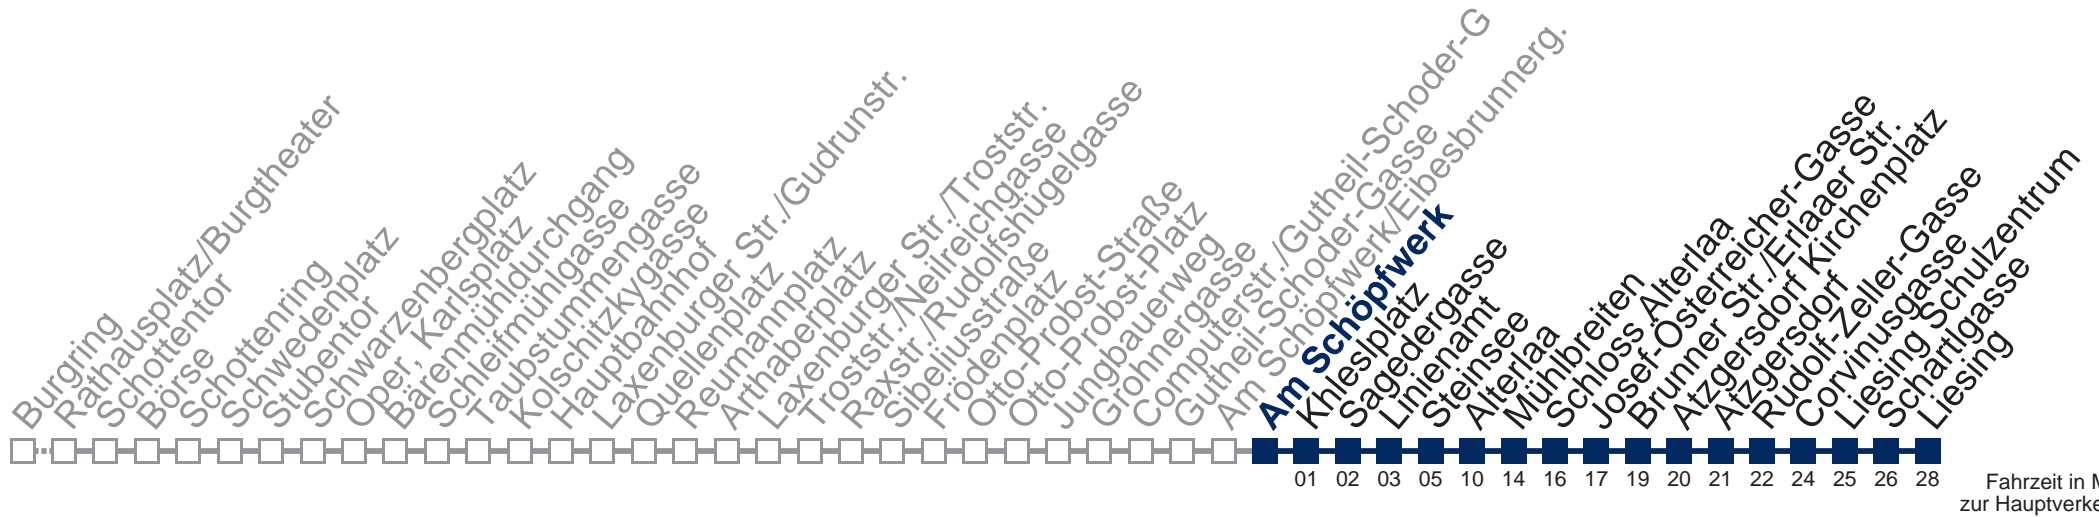 Burgring
Rathausplatz/Burgtheater
Schottentor
Börse
Schottenring
Schwedenplatz
Stubentor
Schwarzenbergplatz
Oper, Karlsplatz
Bärenmühldurchgang
Schleifmühlgasse
Taubstummengasse
Kolschitzkygasse
Hauptbahnhof
Laxenburger Str./Gudrunstr.
Quellenplatz
Reumannplatz
Arthaberplatz
Laxenburger Str./Troststr.
Troststr./Neilreichgasse
Raxstr./Rudolfshügelgasse
Sibeliusstraße
Frödenplatz
Otto-Probst-Straße
Otto-Probst-Platz
Jungbauerweg
Grohnergasse
Computerstr./Gutheil-Schoder-G
Gutheil-Schoder-Gasse
Am Schöpfwerk/Eibesbrunnerg.
Am Schöpfwerk
Khleslplatz
Sagedergasse
Linienamt
Steinsee
Alterlaa
Mühlbreiten
Schloss Alterlaa
Josef-Österreicher-Gasse
Brunner Str./Erlaaer Str.
Atzgersdorf Kirchenplatz
Atzgersdorf
Rudolf-Zeller-Gasse
Corvinusgasse
Liesing Schulzentrum
Schartlgasse
Liesing
01 02 03 05 10 14 16 17 19 20 21 22 24 25 26 28
Fahrzeit in M
zur Hauptverke